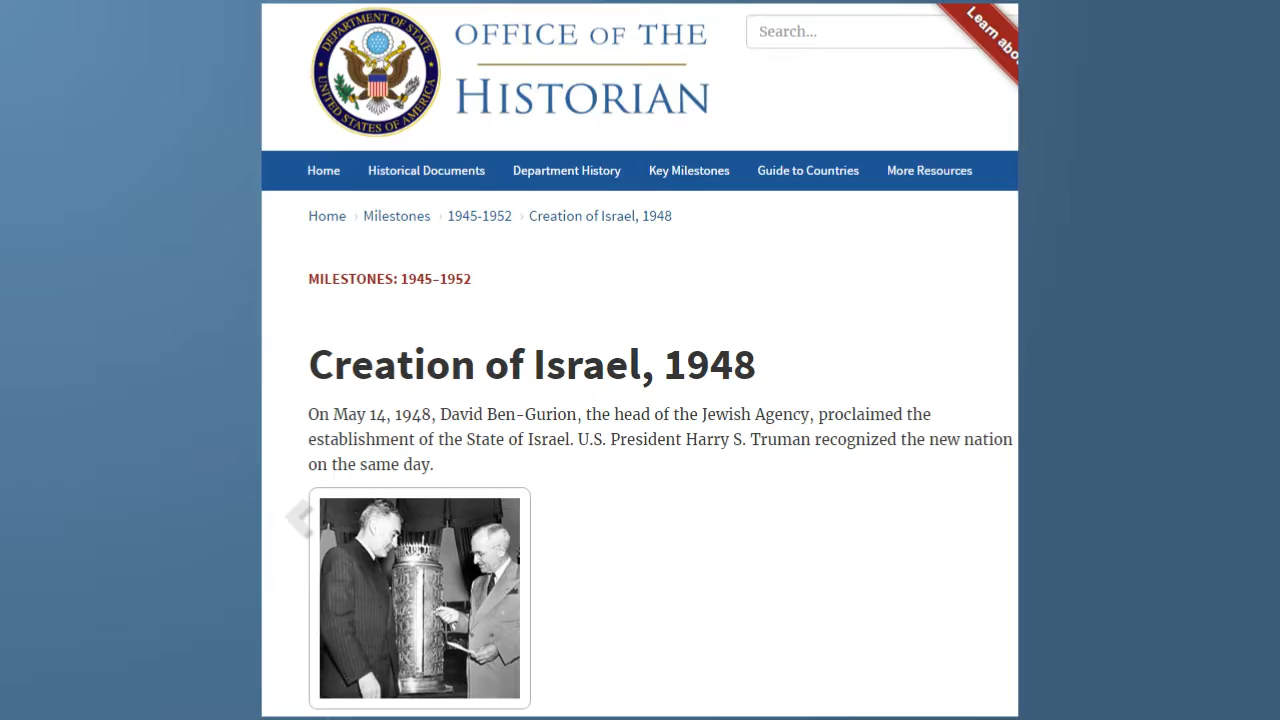 DEPARTMENT OF STATE
UNITED STATES OF AMERICA
OFFICE OF THE
HISTORIAN
Search...
Learn abo
Home Historical Documents Department History Key Milestones Guide to Countries More Resources
Home › Milestones › 1945-1952 › Creation of Israel, 1948
MILESTONES: 1945–1952
Creation of Israel, 1948
On May 14, 1948, David Ben-Gurion, the head of the Jewish Agency, proclaimed the
establishment of the State of Israel. U.S. President Harry S. Truman recognized the new nation
on the same day.